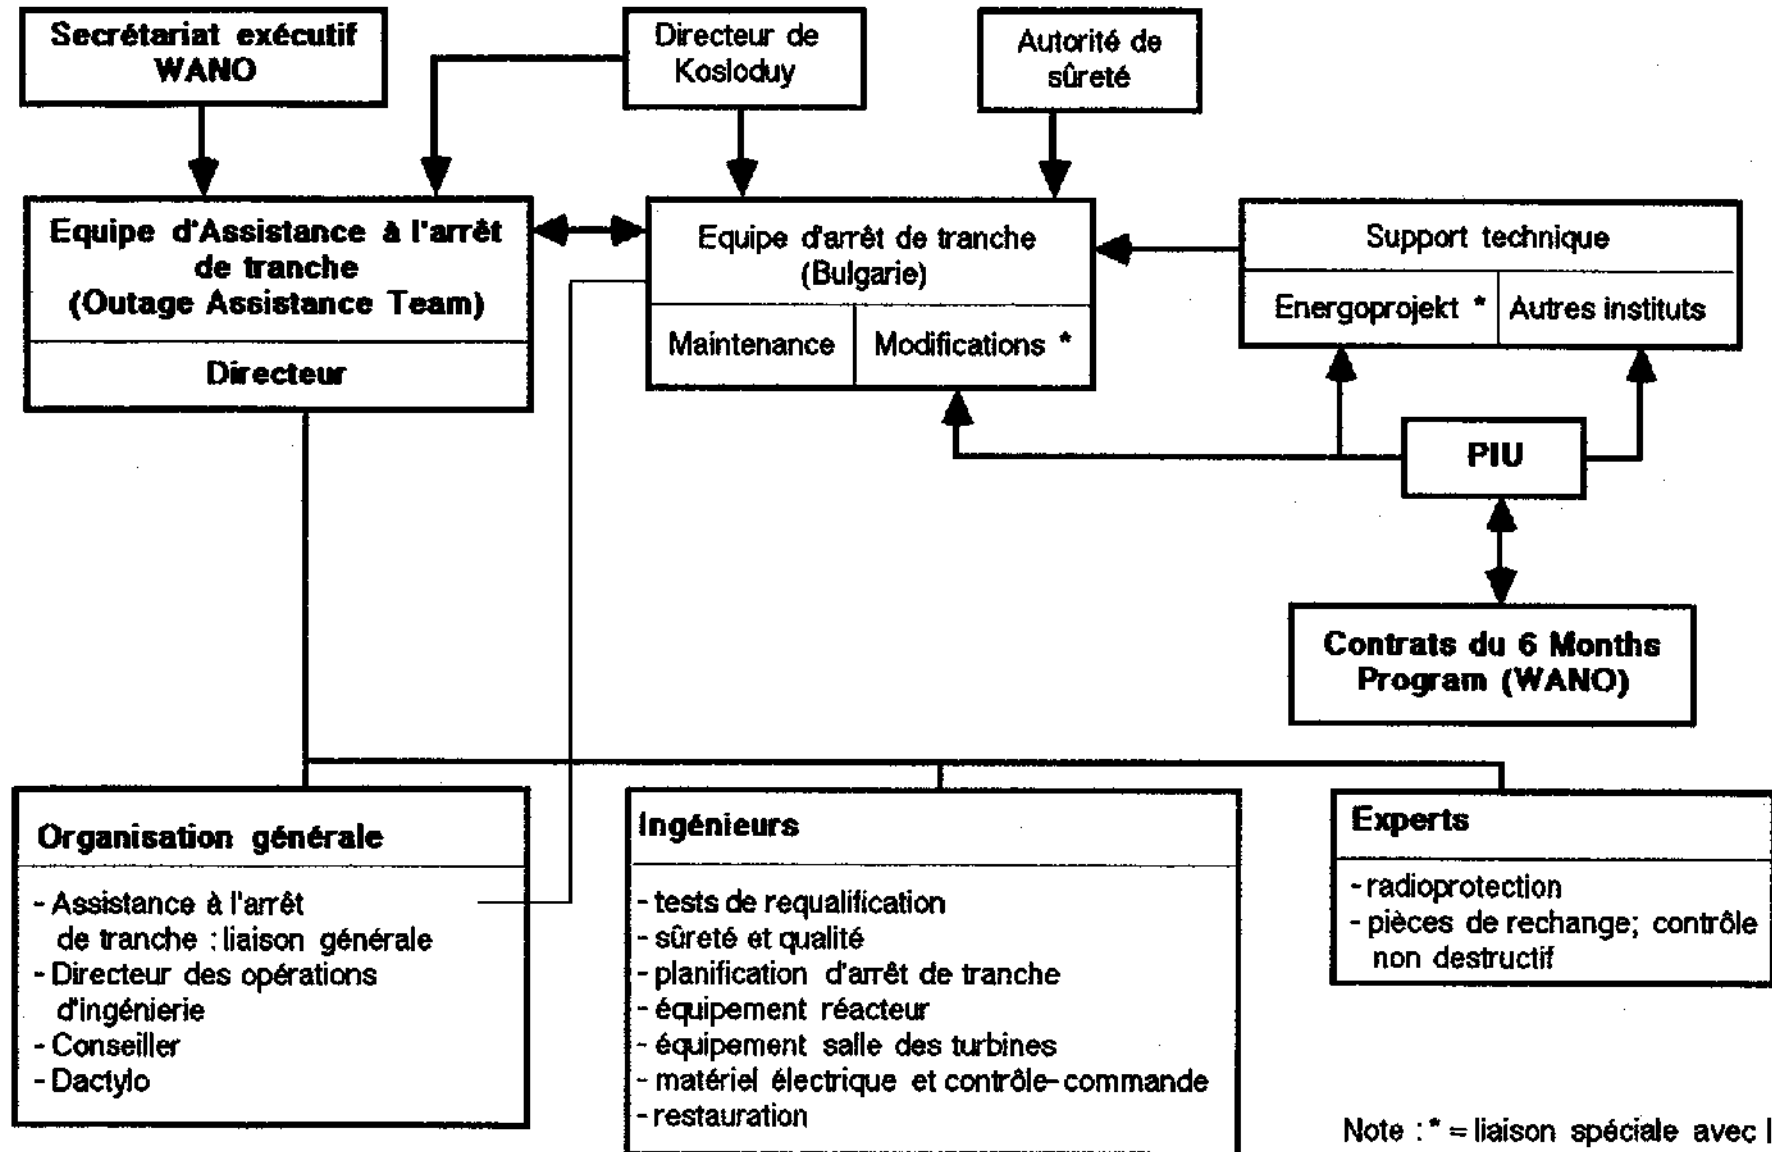 Secrétariat exécutif
WANO
Directeur de
Kosloduy
Autorité de
sûreté
Equipe d'Assistance à l'arrêt
de tranche
(Outage Assistance Team)
Directeur
Equipe d'arrêt de tranche
(Bulgarie)
Maintenance
Modifications *
Support technique
Energoprojekt *
Autres instituts
PIU
Contrats du 6 Months
Program (WANO)
Organisation générale
- Assistance à l'arrêt
de tranche : liaison générale
- Directeur des opérations
d'ingénierie
- Conseiller
- Dactylo
Ingénieurs
- tests de requalification
- sûreté et qualité
- planification d'arrêt de tranche
- équipement réacteur
- équipement salle des turbines
- matériel électrique et contrôle-commande
- restauration
Experts
- radioprotection
- pièces de rechange; contrôle
non destructif
Note : * = liaison spéciale avec